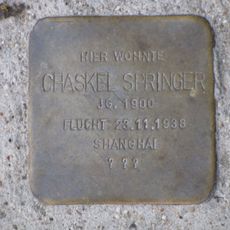 HIER WOHNTE
CHASKEL SPRINGER
JG. 1900
FLUCHT 23.11.1938
SHANGHAI
? ? ?